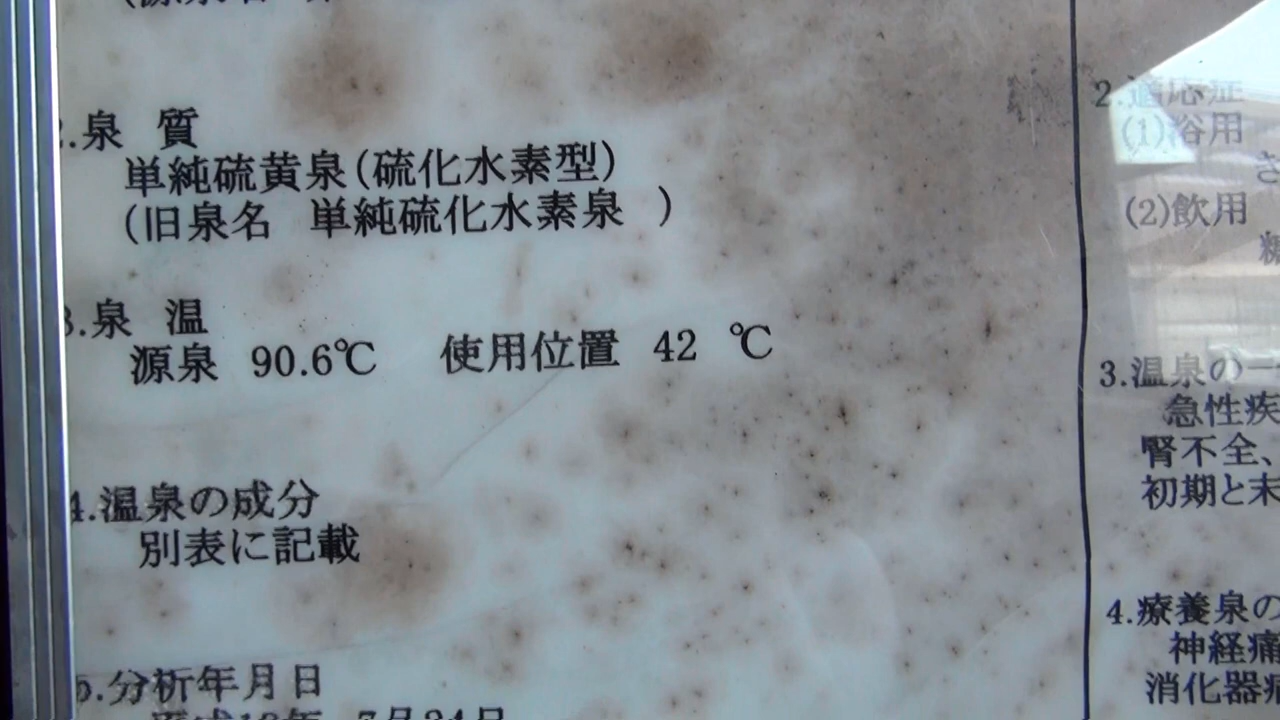 2.泉 質
単純硫黄泉(硫化水素型)
(旧泉名 単純硫化水素泉 )
3.泉 温
源泉 90.6℃ 使用位置 42 ℃
4.温泉の成分
別表に記載
5.分析年月日
2.適応症
(1)浴用
さ
(2)飲用
糖
3.温泉の一
急性疾
腎不全、
初期と末
4.療養泉の
神経痛
消化器